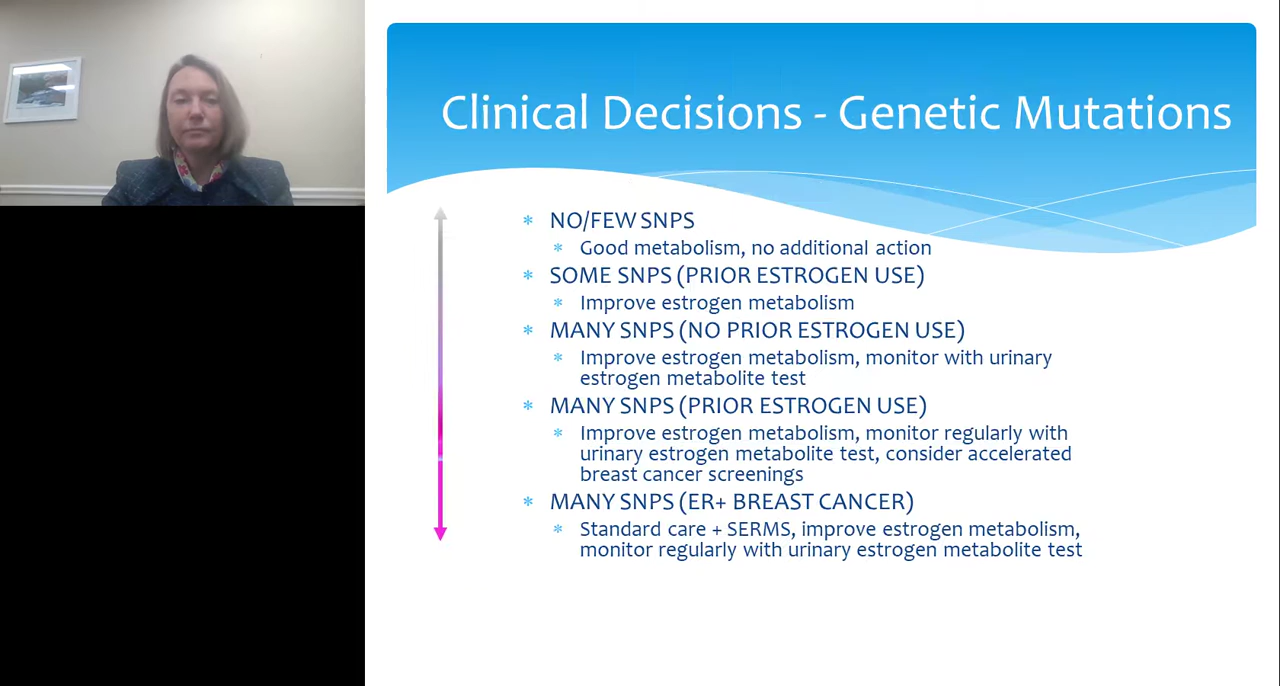 Clinical Decisions - Genetic Mutations
NO/FEW SNPS
Good metabolism, no additional action
SOME SNPS (PRIOR ESTROGEN USE)
Improve estrogen metabolism
MANY SNPS (NO PRIOR ESTROGEN USE)
Improve estrogen metabolism, monitor with urinary
estrogen metabolite test
MANY SNPS (PRIOR ESTROGEN USE)
Improve estrogen metabolism, monitor regularly with
urinary estrogen metabolite test, consider accelerated
breast cancer screenings
MANY SNPS (ER+ BREAST CANCER)
Standard care + SERMS, improve estrogen metabolism,
monitor regularly with urinary estrogen metabolite test